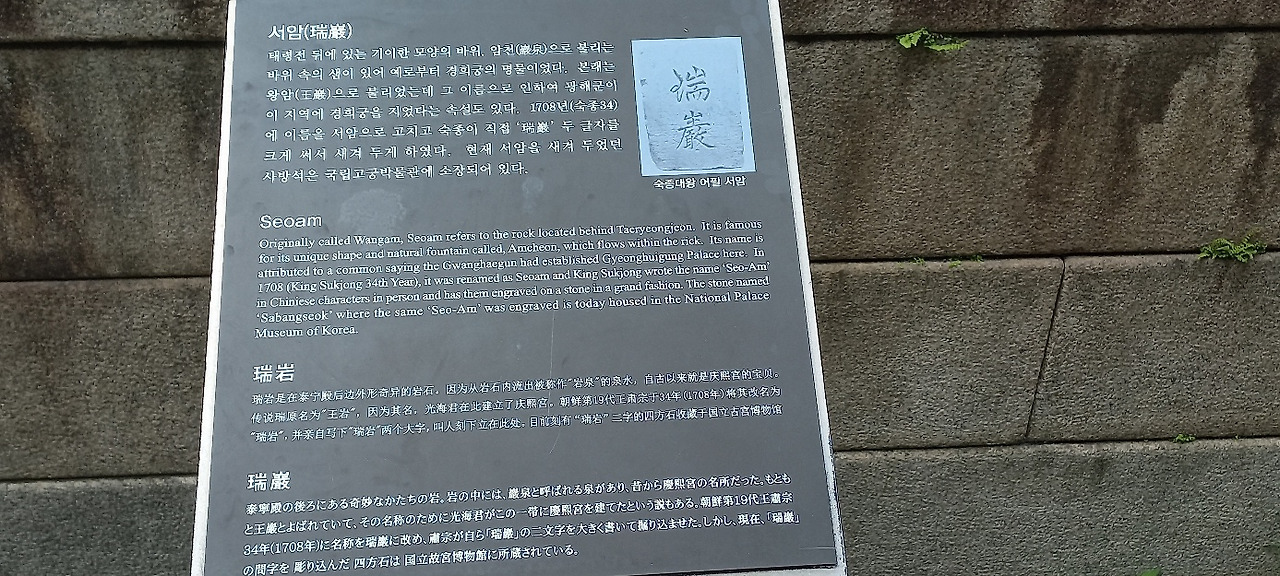 서암(瑞巖)
태령전 뒤에 있는 기이한 모양의 바위. 암천(巖泉)으로 불리는
바위 속의 샘이 있어 예로부터 경희궁의 명물이었다. 본래는
왕암(王巖)으로 불리었는데 그 이름으로 인하여 광해군이
이 지역에 경희궁을 지었다는 속설도 있다. 1708년(숙종34)
에 이름을 서암으로 고치고 숙종이 직접 '瑞巖' 두 글자를
크게 써서 새겨 두게 하였다. 현재 서암을 새겨 두었던
사방석은 국립고궁박물관에 소장되어 있다.
瑞
巖
숙종대왕 어필 서암
Seoam
Originally called Wangam, Seoam refers to the rock located behind Taeryeongjeon. It is famous
for its unique shape and natural fountain called, Amcheon, which flows within the rick. Its name is
attributed to a common saying the Gwanghaegun had established Gyeonghuigung Palace here. In
1708 (King Sukjong 34th Year), it was renamed as Seoam and King Sukjong wrote the name 'Seo-Am'
in Chiniese characters in person and has them engraved on a stone in a grand fashion. The stone named
'Sabangseok' where the same 'Seo-Am' was engraved is today housed in the National Palace
Museum of Korea.
瑞岩
瑞岩是在泰宁殿后边外形奇异的岩石，因为从岩石内流出被称作"岩泉"的泉水，自古以来就是庆熙宫的宝贝。
传说瑞原名为"王岩"，因为其名，光海君在此建立了庆熙宫。朝鲜第19代王肃宗于34年(1708年)将其改名为
"瑞岩"，并亲自写下"瑞岩"两个大字，叫人刻下立在此处。目前刻有"瑞岩"二字的四方石收藏于国立古宫博物馆
瑞巖
泰寧殿の後ろにある奇妙なかたちの岩。岩の中には、巖泉と呼ばれる泉があり、昔から慶熙宮の名所だった。もとも
と王巖とよばれていて、その名称のために光海君がこの一帯に慶熙宮を建てたという説もある。朝鮮第19代王肅宗
34年(1708年)に名称を瑞巖に改め、肅宗が自ら「瑞巖」の二文字を大きく書いて掘り込ませた。しかし、現在、「瑞巖」
の間字を 彫り込んだ 四方石は 国立故宮博物館に所蔵されている。